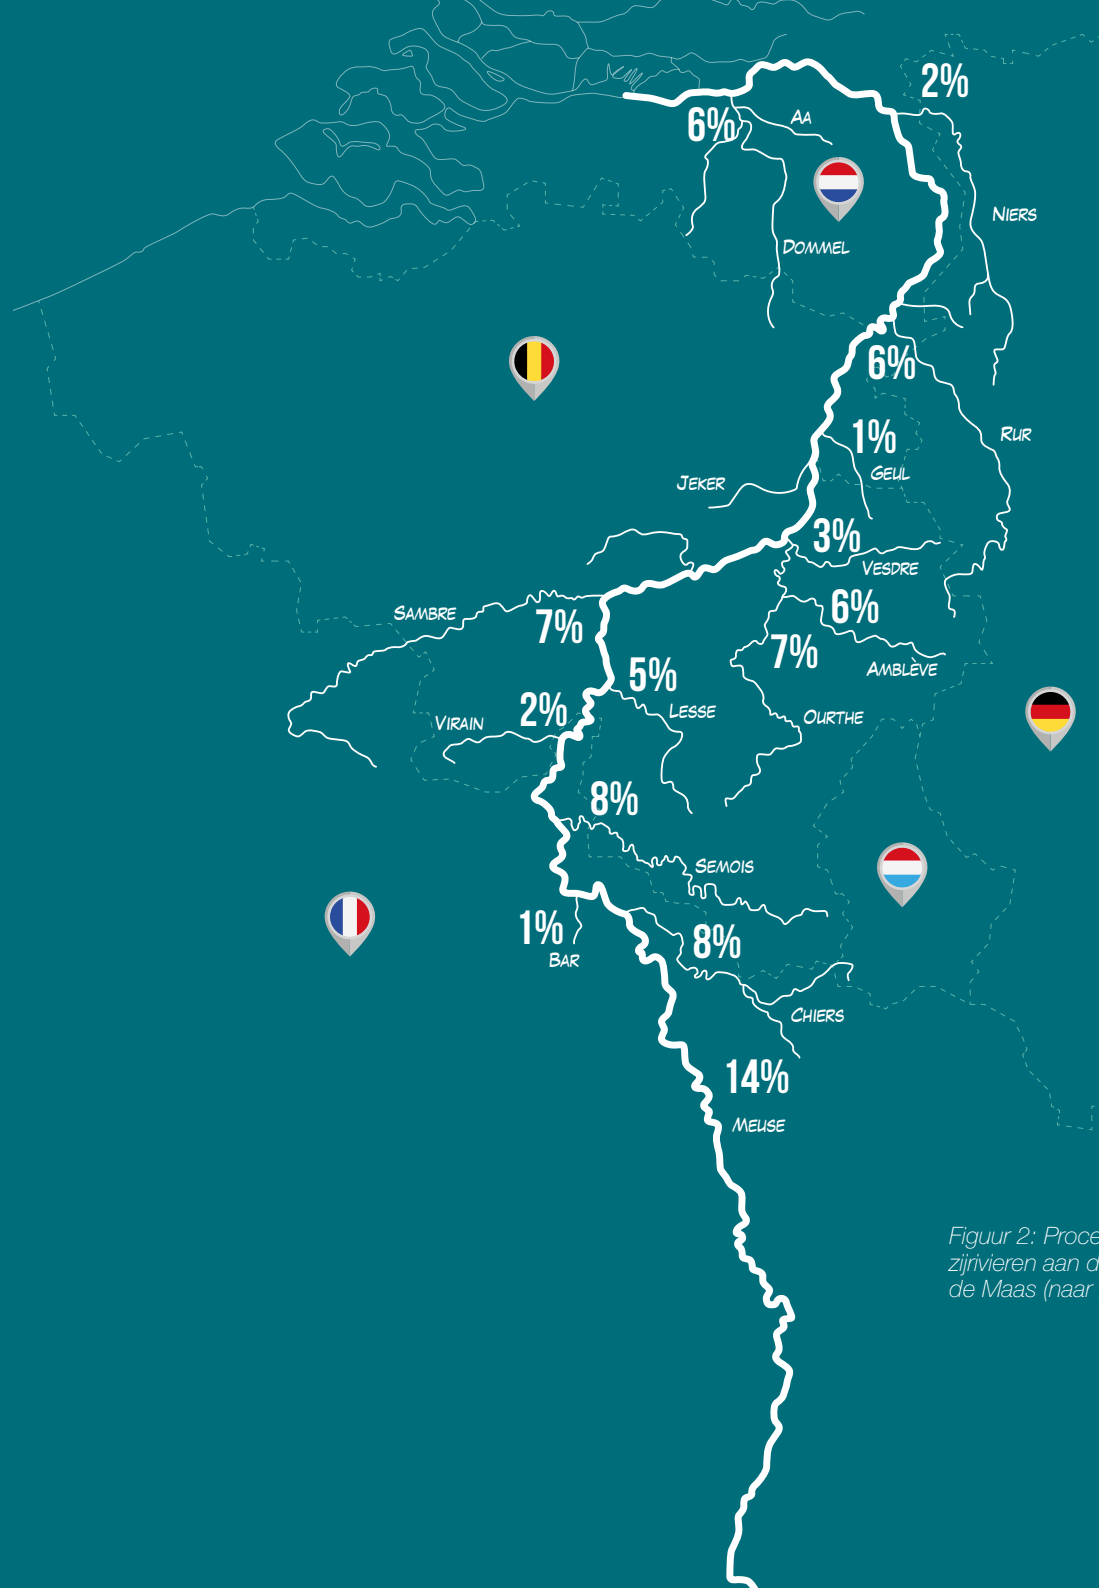 2%
6%
AA
NIERS
DOMMEL
6%
1%
RUR
GEUL
JEKER
3%
VESDRE
6%
SAMBRE
7%
7%
AMBLÈVE
5%
2%
LESSE
OURTHE
VIRAIN
8%
SEMOIS
1%
8%
BAR
CHIERS
14%
MEUSE
Figuur 2: Proce
zijrivieren aan d
de Maas (naar